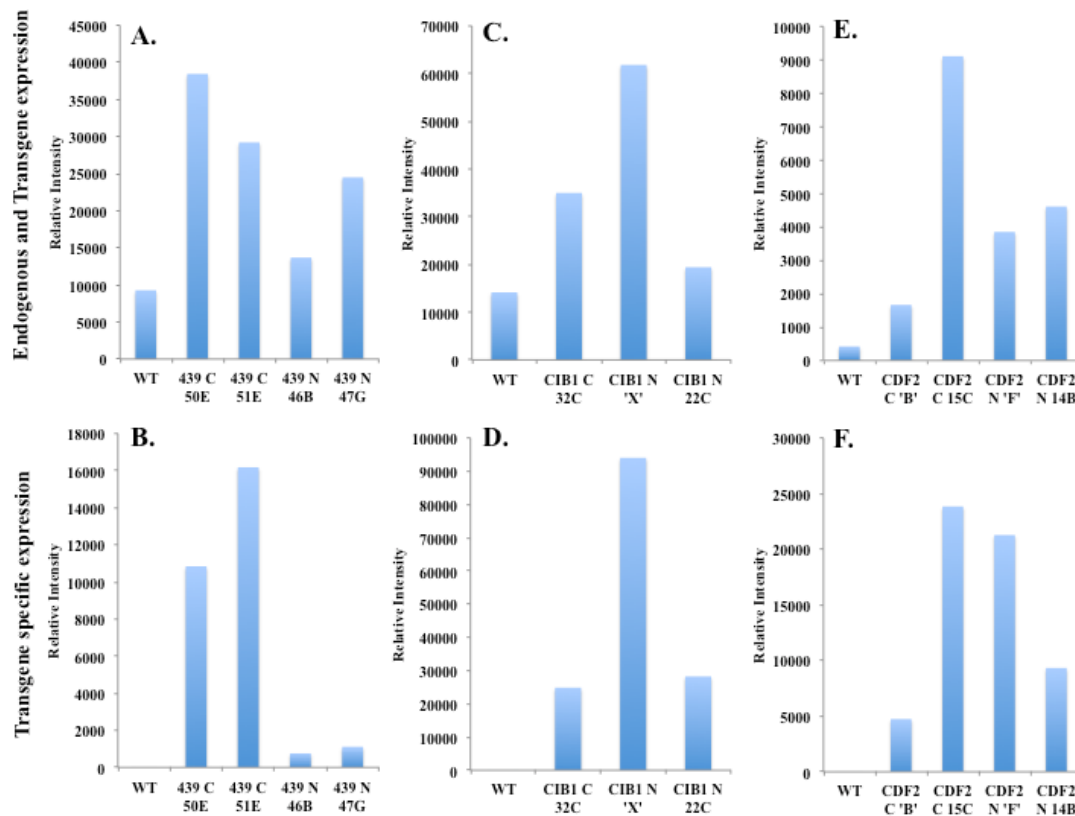 Endogenous and Transgene expression
A.
Relative Intensity
45000
40000
35000
30000
25000
20000
15000
10000
5000
0
WT
439 C 50E
439 C 51E
439 N 46B
439 N 47G
C.
Relative Intensity
70000
60000
50000
40000
30000
20000
10000
0
WT
CIB1 C 32C
CIB1 N 'X'
CIB1 N 22C
E.
Relative Intensity
10000
9000
8000
7000
6000
5000
4000
3000
2000
1000
0
WT
CDF2 C 'B'
CDF2 C 15C
CDF2 N 'F'
CDF2 N 14B
Transgene specific expression
B.
Relative Intensity
18000
16000
14000
12000
10000
8000
6000
4000
2000
0
WT
439 C 50E
439 C 51E
439 N 46B
439 N 47G
D.
Relative Intensity
100000
90000
80000
70000
60000
50000
40000
30000
20000
10000
0
WT
CIB1 C 32C
CIB1 N 'X'
CIB1 N 22C
F.
Relative Intensity
30000
25000
20000
15000
10000
5000
0
WT
CDF2 C 'B'
CDF2 C 15C
CDF2 N 'F'
CDF2 N 14B